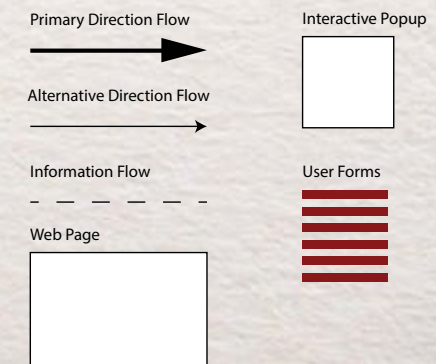 Primary Direction Flow
Interactive Popup
Alternative Direction Flow
Information Flow
User Forms
Web Page